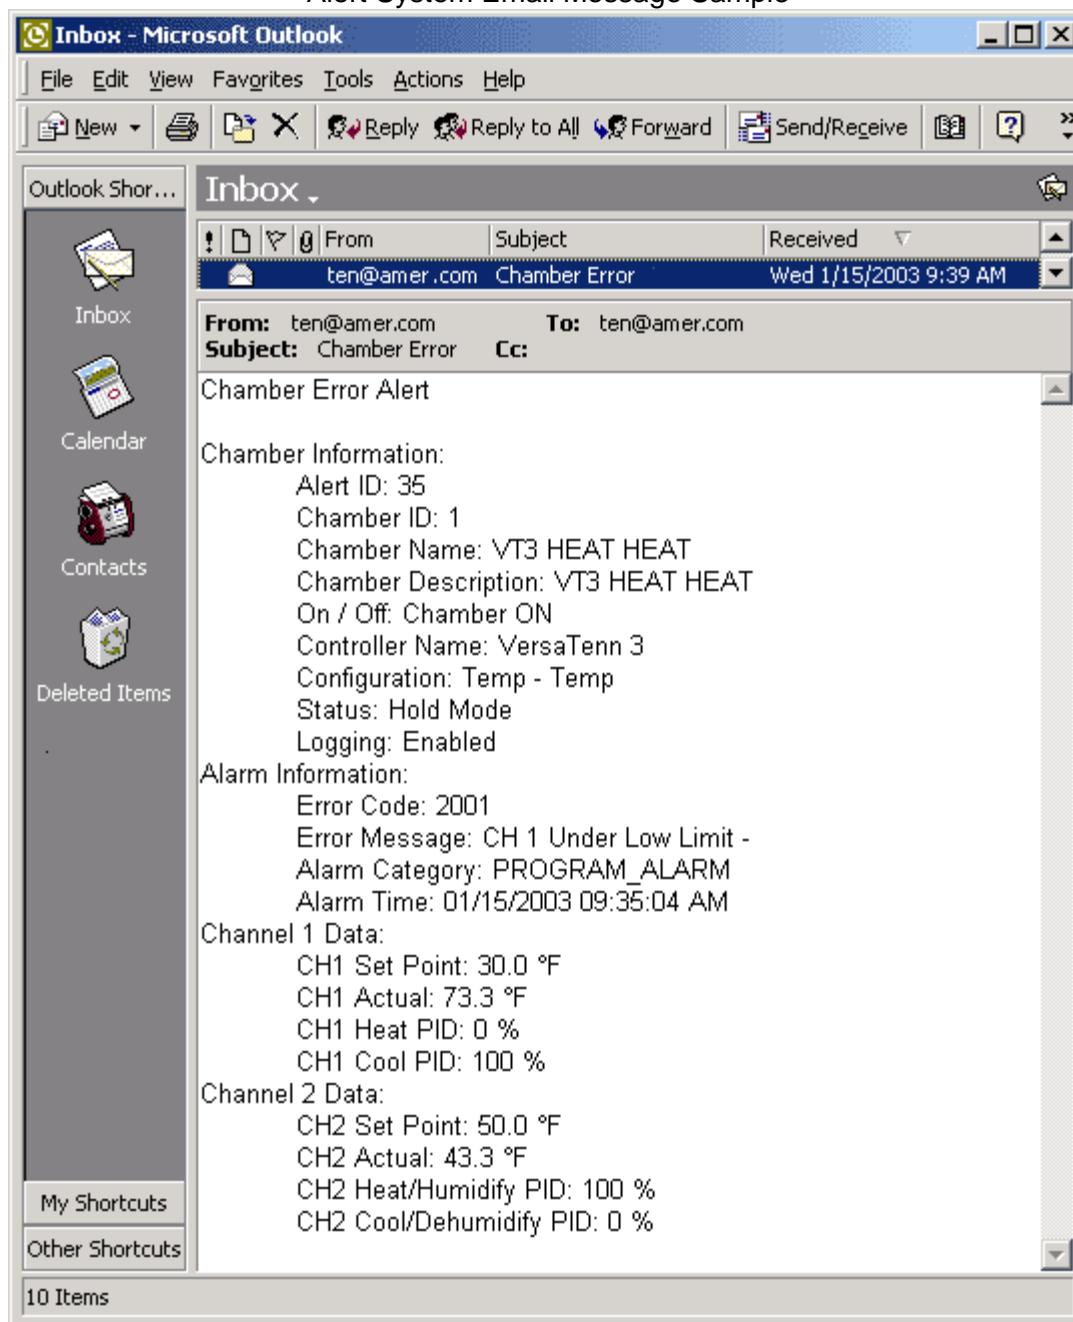 Alert System Email Message Sample
Inbox - Microsoft Outlook
File Edit View Favorites Tools Actions Help
New Reply Reply to All Forward Send/Receive
Outlook Shor...
Inbox
! From Subject Received
ten@amer.com Chamber Error Wed 1/15/2003 9:39 AM
Inbox
Calendar
Contacts
Deleted Items
My Shortcuts
Other Shortcuts
From: ten@amer.com To: ten@amer.com
Subject: Chamber Error Cc:
Chamber Error Alert
Chamber Information:
Alert ID: 35
Chamber ID: 1
Chamber Name: VT3 HEAT HEAT
Chamber Description: VT3 HEAT HEAT
On / Off: Chamber ON
Controller Name: VersaTenn 3
Configuration: Temp - Temp
Status: Hold Mode
Logging: Enabled
Alarm Information:
Error Code: 2001
Error Message: CH 1 Under Low Limit -
Alarm Category: PROGRAM_ALARM
Alarm Time: 01/15/2003 09:35:04 AM
Channel 1 Data:
CH1 Set Point: 30.0 °F
CH1 Actual: 73.3 °F
CH1 Heat PID: 0 %
CH1 Cool PID: 100 %
Channel 2 Data:
CH2 Set Point: 50.0 °F
CH2 Actual: 43.3 °F
CH2 Heat/Humidify PID: 100 %
CH2 Cool/Dehumidify PID: 0 %
10 Items